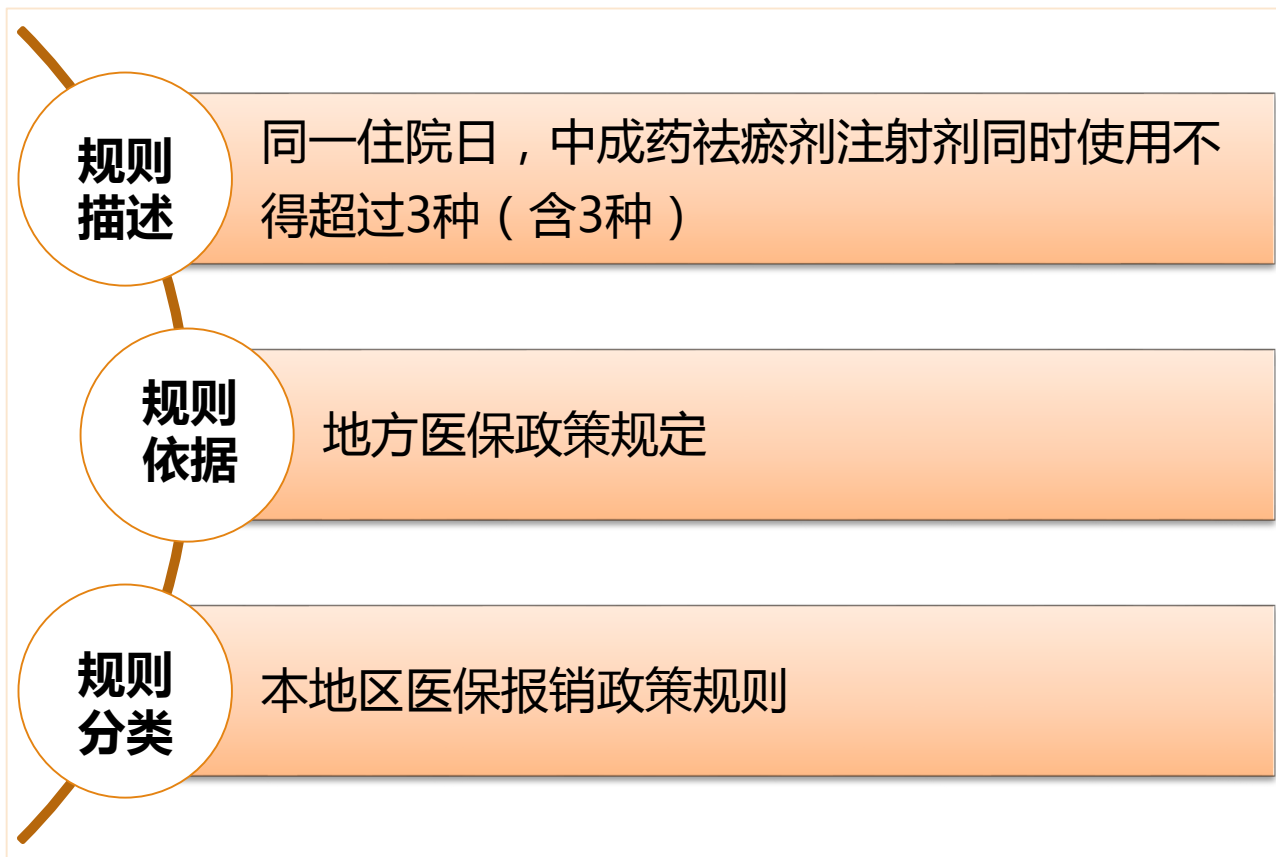 规则
描述
同一住院日，中成药祛瘀剂注射剂同时使用不
得超过3种（含3种）
规则
依据
地方医保政策规定
规则
分类
本地区医保报销政策规则